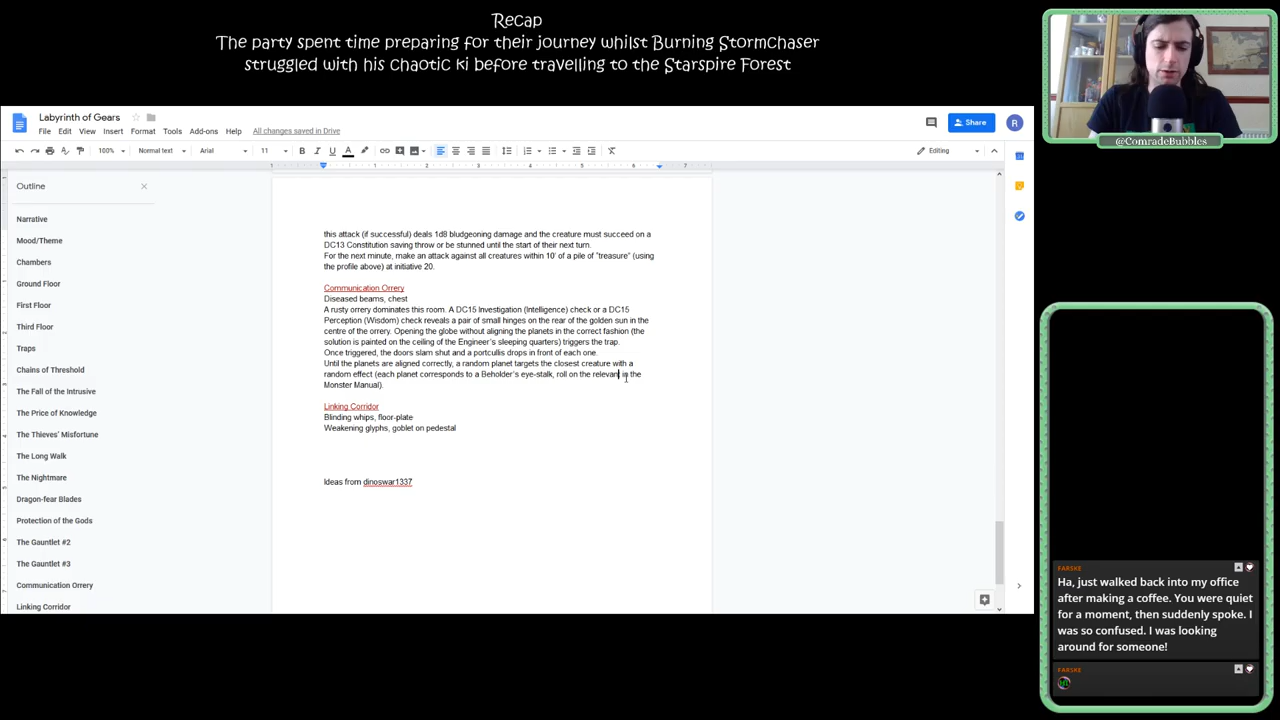 Recap
The party spent time preparing for their journey whilst Burning Stormchaser
struggled with his chaotic ki before travelling to the Starspire Forest
@ComradeBubbles
Labyrinth of Gears
File Edit View Insert Format Tools Add-ons Help All changes saved in Drive
Share
R
100% Normal text Arial 11 B I U A Editing
1 1 2 3 4 5 6 7
Outline
Narrative
Mood/Theme
Chambers
Ground Floor
First Floor
Third Floor
Traps
Chains of Threshold
The Fall of the Intrusive
The Price of Knowledge
The Thieves' Misfortune
The Long Walk
The Nightmare
Dragon-fear Blades
Protection of the Gods
The Gauntlet #2
The Gauntlet #3
Communication Orrery
Linking Corridor
this attack (if successful) deals 1d8 bludgeoning damage and the creature must succeed on a
DC13 Constitution saving throw or be stunned until the start of their next turn.
For the next minute, make an attack against all creatures within 10' of a pile of "treasure" (using
the profile above) at initiative 20.
Communication Orrery
Diseased beams, chest
A rusty orrery dominates this room. A DC15 Investigation (Intelligence) check or a DC15
Perception (Wisdom) check reveals a pair of small hinges on the rear of the golden sun in the
centre of the orrery. Opening the globe without aligning the planets in the correct fashion (the
solution is painted on the ceiling of the Engineer's sleeping quarters) triggers the trap.
Once triggered, the doors slam shut and a portcullis drops in front of each one.
Until the planets are aligned correctly, a random planet targets the closest creature with a
random effect (each planet corresponds to a Beholder's eye-stalk, roll on the relevan in the
Monster Manual).
Linking Corridor
Blinding whips, floor-plate
Weakening glyphs, goblet on pedestal
Ideas from dinoswar1337
FARSKE
Ha, just walked back into my office
after making a coffee. You were quiet
for a moment, then suddenly spoke. I
was so confused. I was looking
around for someone!
FARSKE